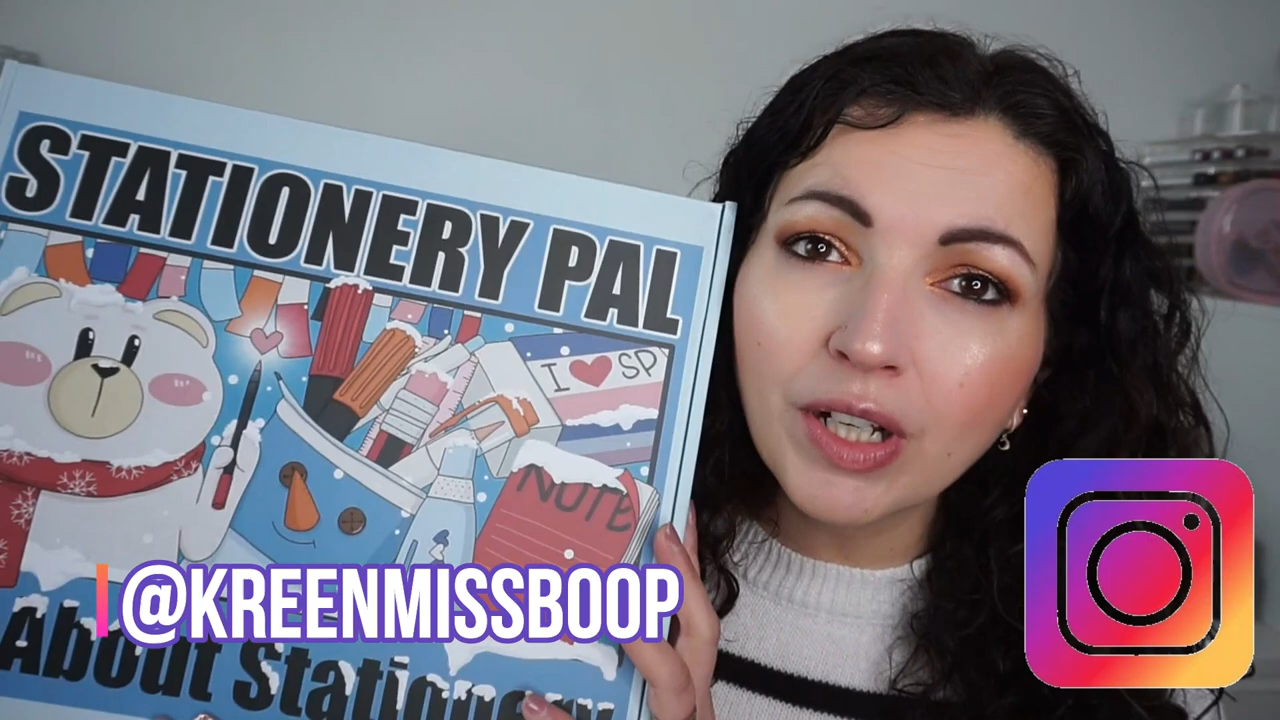 STATIONERY PAL
I ❤ SP
NOTE
@KREENMISSBOOP
About Stationery